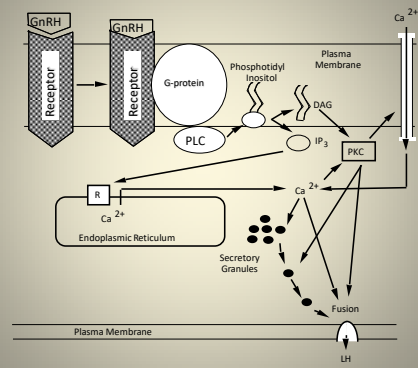 GnRH
GnRH
Ca 2+
Receptor
Receptor
G-protein
Phosphotidyl
Inositol
Plasma
Membrane
DAG
PLC
IP3
PKC
R
Ca 2+
Ca 2+
Endoplasmic Reticulum
Secretory
Granules
Fusion
Plasma Membrane
LH